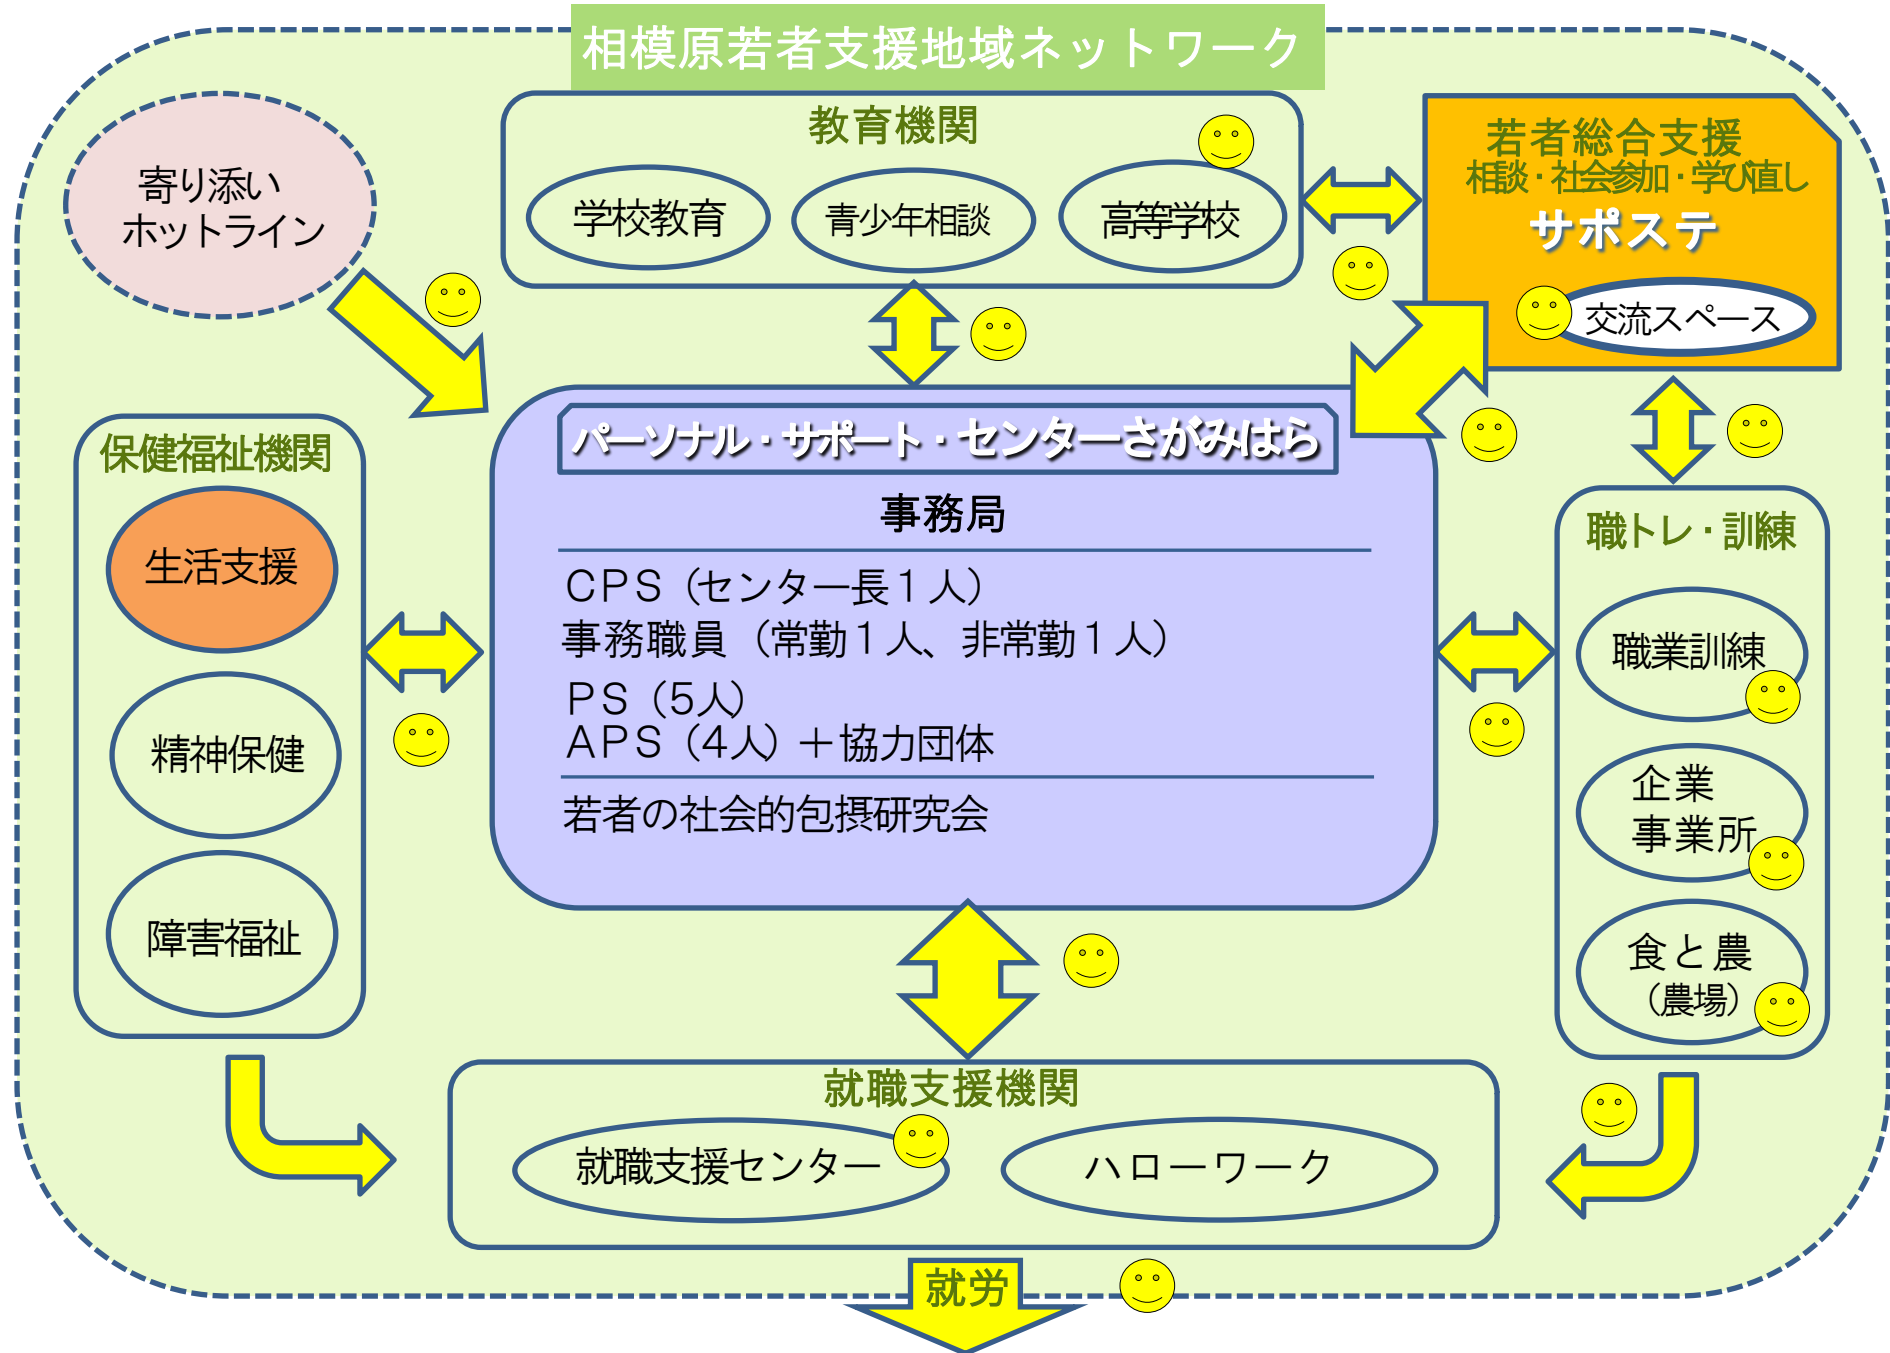 相模原若者支援地域ネットワーク
寄り添い
ホットライン
教育機関
学校教育
青少年相談
高等学校
若者総合支援
相談・社会参加・学び直し
サポステ
交流スペース
保健福祉機関
生活支援
精神保健
障害福祉
パーソナル・サポート・センターさがみはら
事務局
ＣＰＳ（センター長１人）
事務職員（常勤１人、非常勤１人）
ＰＳ（５人）
ＡＰＳ（４人）＋協力団体
若者の社会的包摂研究会
職トレ・訓練
職業訓練
企業
事業所
食と農
（農場）
就職支援機関
就職支援センター
ハローワーク
就労